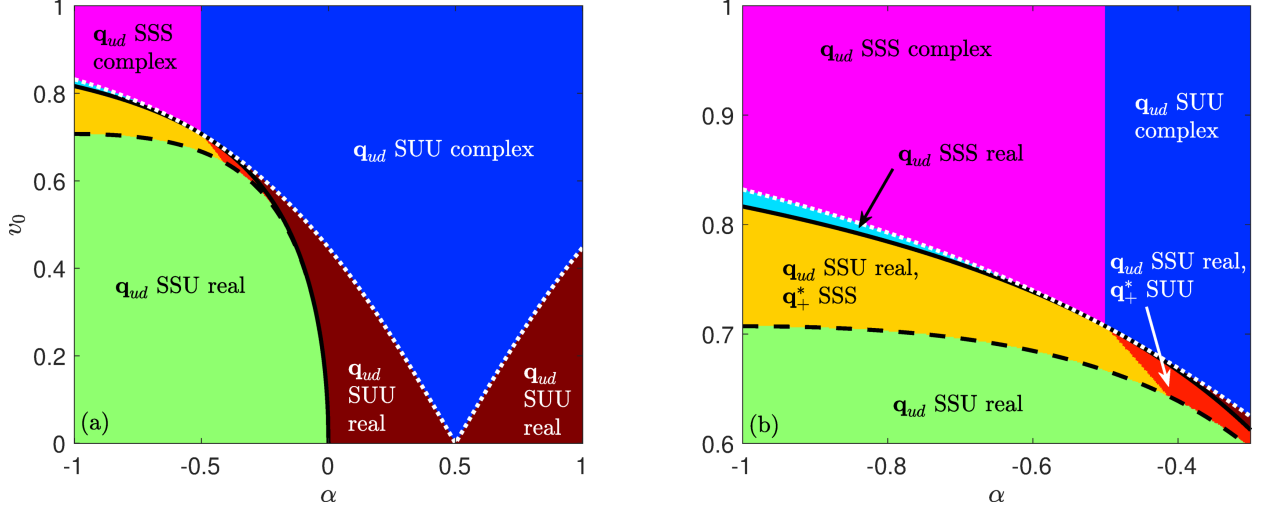 1
0.8
0.6
0.4
0.2
0
v₀
-1
-0.5
0
0.5
1
α
(a)
q_ud SSS
complex
q_ud SUU complex
q_ud SSU real
q_ud
SUU
real
q_ud
SUU
real
1
0.9
0.8
0.7
0.6
-1
-0.8
-0.6
-0.4
α
(b)
q_ud SSS complex
q_ud SUU
complex
q_ud SSS real
q_ud SSU real,
q₊* SSS
q_ud SSU real,
q₊* SUU
q_ud SSU real